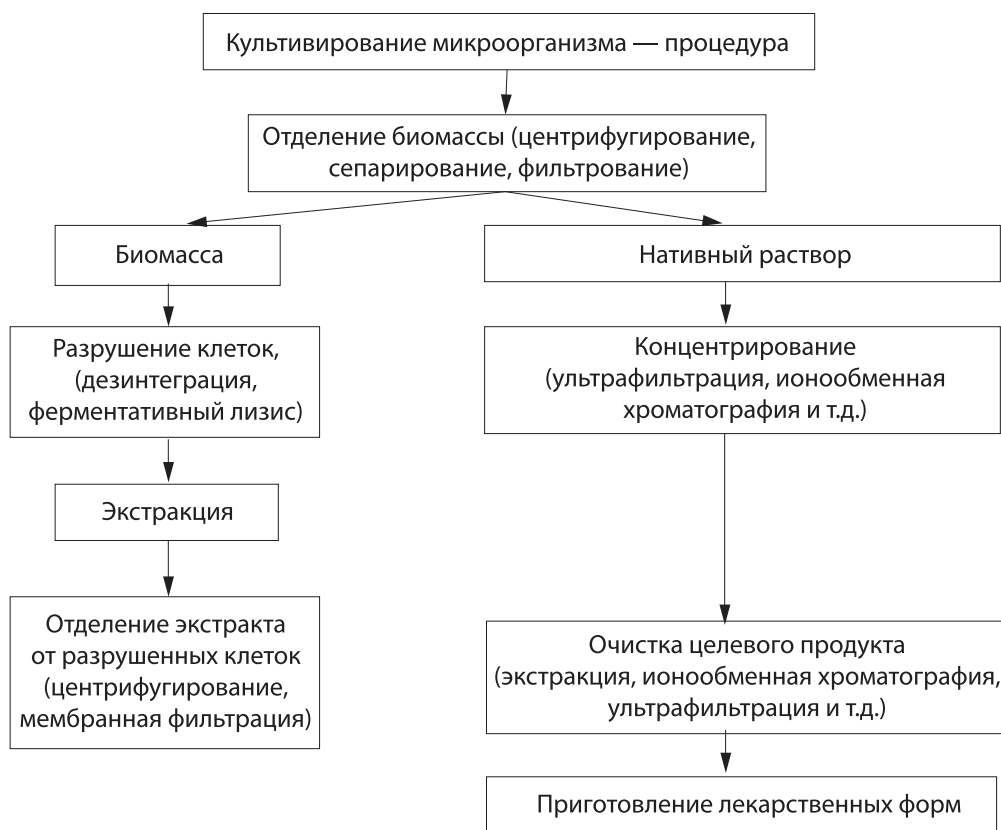 Культивирование микроорганизма — процедура
Отделение биомассы (центрифугирование,
сепарирование, фильтрование)
Биомасса
Нативный раствор
Разрушение клеток,
(дезинтеграция,
ферментативный лизис)
Концентрирование
(ультрафильтрация, ионообменная
хроматография и т.д.)
Экстракция
Отделение экстракта
от разрушенных клеток
(центрифугирование,
мембранная фильтрация)
Очистка целевого продукта
(экстракция, ионообменная хроматография,
ультрафильтрация и т.д.)
Приготовление лекарственных форм